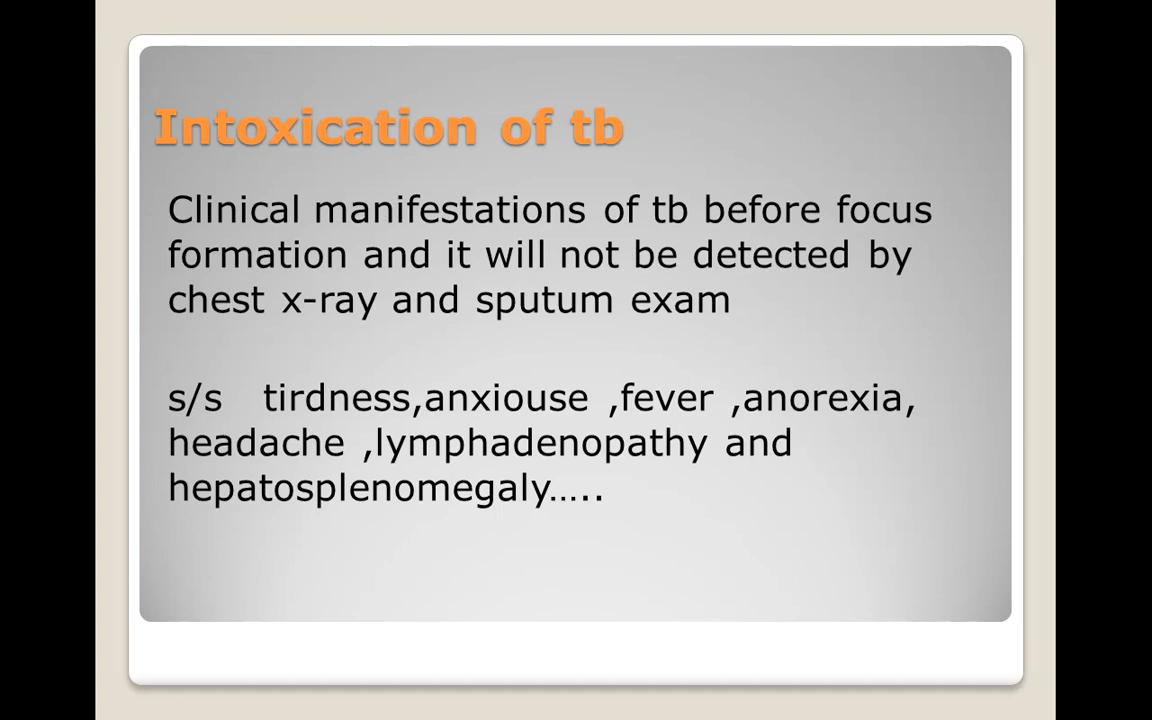 Intoxication of tb
Clinical manifestations of tb before focus
formation and it will not be detected by
chest x-ray and sputum exam
s/s   tirdness,anxiouse ,fever ,anorexia,
headache ,lymphadenopathy and
hepatosplenomegaly…..